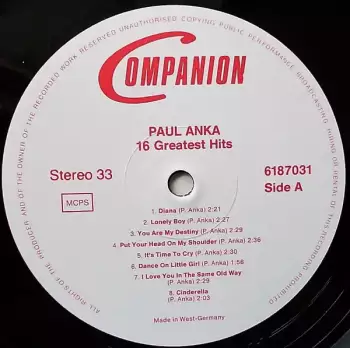 ALL RIGHTS OF THE PRODUCER AND OF THE OWNER OF THE RECORDED WORK RESERVED UNAUTHORISED COPYING PUBLIC PERFORMANCE BROADCASTING HIRING OR RENTAL OF THIS RECORDING PROHIBITED
COMPANION
PAUL ANKA
16 Greatest Hits
Stereo 33
6187031
MCPS
Side A
1. Diana (P. Anka) 2:21
2. Lonely Boy (P. Anka) 2:27
3. You Are My Destiny (P. Anka) 2:29
4. Put Your Head On My Shoulder (P. Anka) 2:36
5. It's Time To Cry (P. Anka) 2:30
6. Dance On Little Girl (P. Anka) 1:56
7. I Love You In The Same Old Way
(P. Anka) 2:29
8. Cinderella
(P. Anka) 2:03
Made in West-Germany